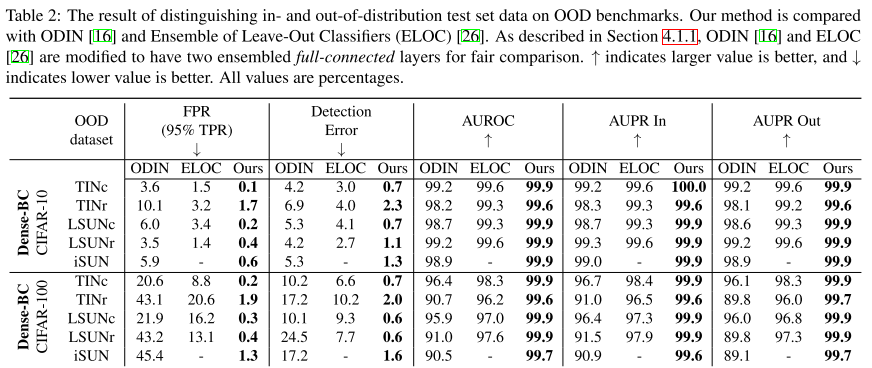 Table 2: The result of distinguishing in- and out-of-distribution test set data on OOD benchmarks. Our method is compared
with ODIN [16] and Ensemble of Leave-Out Classifiers (ELOC) [26]. As described in Section 4.1.1, ODIN [16] and ELOC
[26] are modified to have two ensembled full-connected layers for fair comparison. ↑ indicates larger value is better, and ↓
indicates lower value is better. All values are percentages.
OOD dataset FPR (95% TPR) ↓ Detection Error ↓ AUROC ↑ AUPR In ↑ AUPR Out ↑
ODIN ELOC Ours ODIN ELOC Ours ODIN ELOC Ours ODIN ELOC Ours ODIN ELOC Ours
Dense-BC CIFAR-10
TINc 3.6 1.5 0.1 4.2 3.0 0.7 99.2 99.6 99.9 99.2 99.6 100.0 99.2 99.6 99.9
TINr 10.1 3.2 1.7 6.9 4.0 2.3 98.2 99.3 99.6 98.3 99.3 99.6 98.1 99.2 99.6
LSUNc 6.0 3.4 0.2 5.3 4.1 0.7 98.7 99.3 99.9 98.7 99.3 99.9 98.6 99.3 99.9
LSUNr 3.5 1.4 0.4 4.2 2.7 1.1 99.2 99.6 99.9 99.3 99.6 99.9 99.2 99.6 99.9
iSUN 5.9 - 0.6 5.3 - 1.3 98.9 - 99.9 99.0 - 99.9 98.9 - 99.9
Dense-BC CIFAR-100
TINc 20.6 8.8 0.2 10.2 6.6 0.7 96.4 98.3 99.9 96.7 98.4 99.9 96.1 98.3 99.9
TINr 43.1 20.6 1.9 17.2 10.2 2.0 90.7 96.2 99.6 91.0 96.5 99.6 89.8 96.0 99.7
LSUNc 21.9 16.2 0.3 10.1 9.3 0.6 95.9 97.0 99.9 96.4 97.3 99.9 96.0 96.8 99.9
LSUNr 43.2 13.1 0.4 24.5 7.7 0.6 91.0 97.6 99.9 91.5 97.9 99.9 89.8 97.3 99.9
iSUN 45.4 - 1.3 17.2 - 1.6 90.5 - 99.7 90.9 - 99.6 89.1 - 99.7